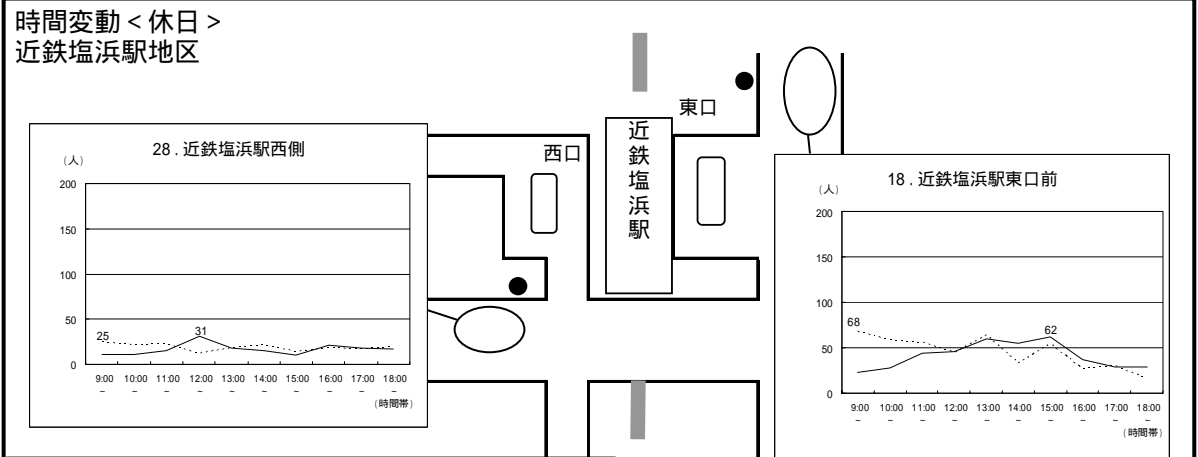 時間変動<休日>
近鉄塩浜駅地区
東口
西口
近鉄塩浜駅
28 . 近鉄塩浜駅西側
(人)
200
150
100
50
0
25
31
9:00 10:00 11:00 12:00 13:00 14:00 15:00 16:00 17:00 18:00
~ ~ ~ ~ ~ ~ ~ ~ ~ ~
(時間帯)
18 . 近鉄塩浜駅東口前
(人)
200
150
100
50
0
68
62
9:00 10:00 11:00 12:00 13:00 14:00 15:00 16:00 17:00 18:00
~ ~ ~ ~ ~ ~ ~ ~ ~ ~
(時間帯)